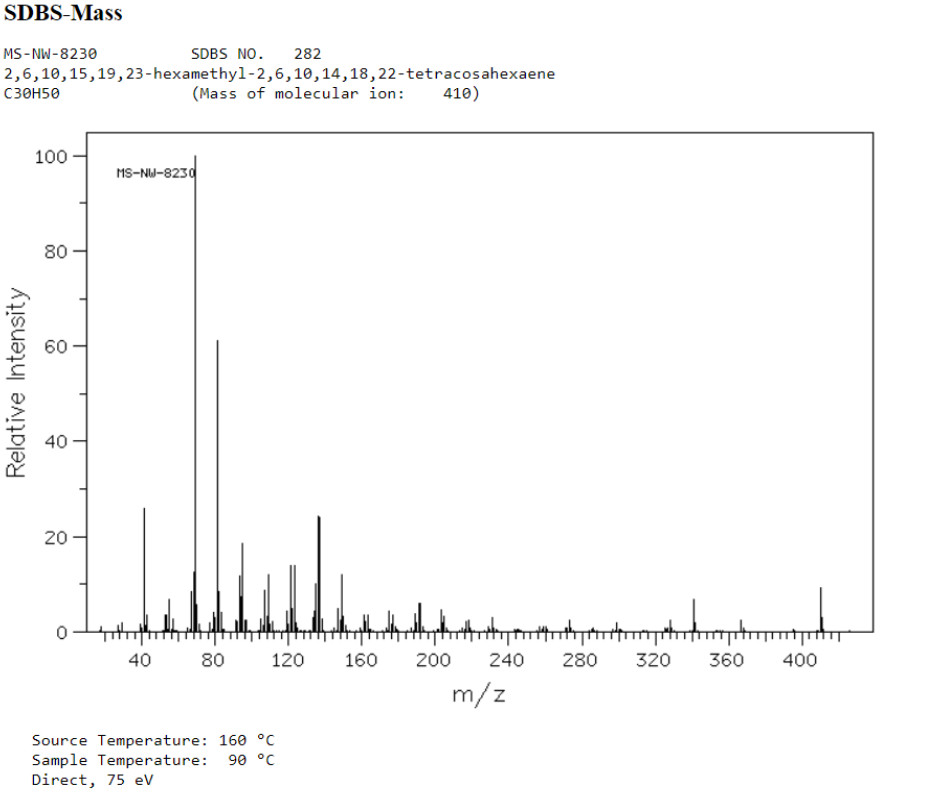 SDBS-Mass
MS-NW-8230 SDBS NO. 282
2,6,10,15,19,23-hexamethyl-2,6,10,14,18,22-tetracosahexaene
C30H50 (Mass of molecular ion: 410)
100
MS-NW-8230
80
60
40
20
0
Relative Intensity
40 80 120 160 200 240 280 320 360 400
m/z
Source Temperature: 160 °C
Sample Temperature: 90 °C
Direct, 75 eV